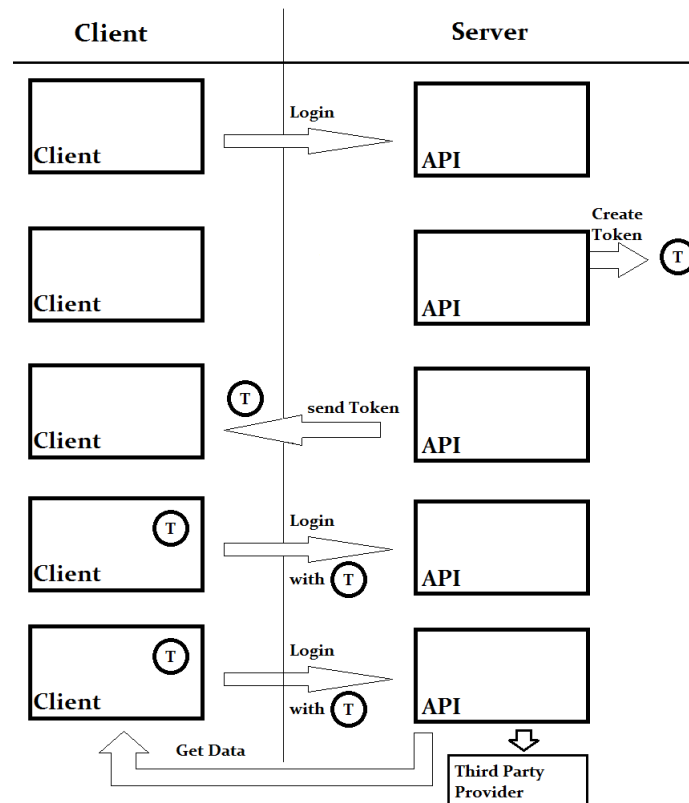 Client
Server
Login
Client
API
Create
Token
T
Client
API
T
send Token
Client
API
T
Login
with T
Client
API
T
Login
with T
Client
API
Get Data
Third Party
Provider